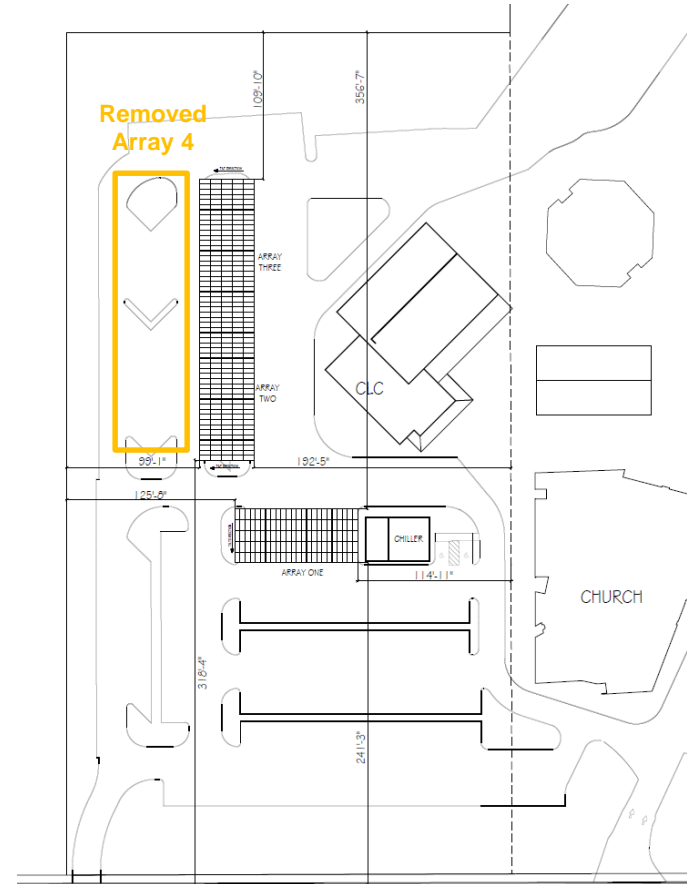 Removed
Array 4
109'-10"
356'-7"
ARRAY
THREE
ARRAY
TWO
CLC
99'-1"
192'-5"
125'-8"
CHILLER
ARRAY ONE
114'-11"
CHURCH
318'-4"
241'-3"